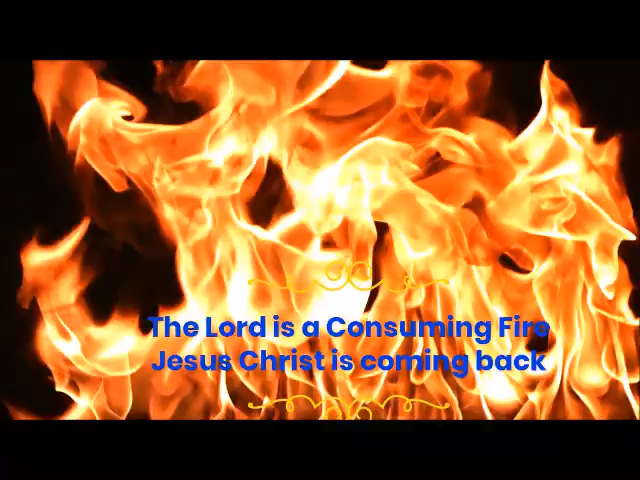 The Lord is a Consuming Fire
Jesus Christ is coming back